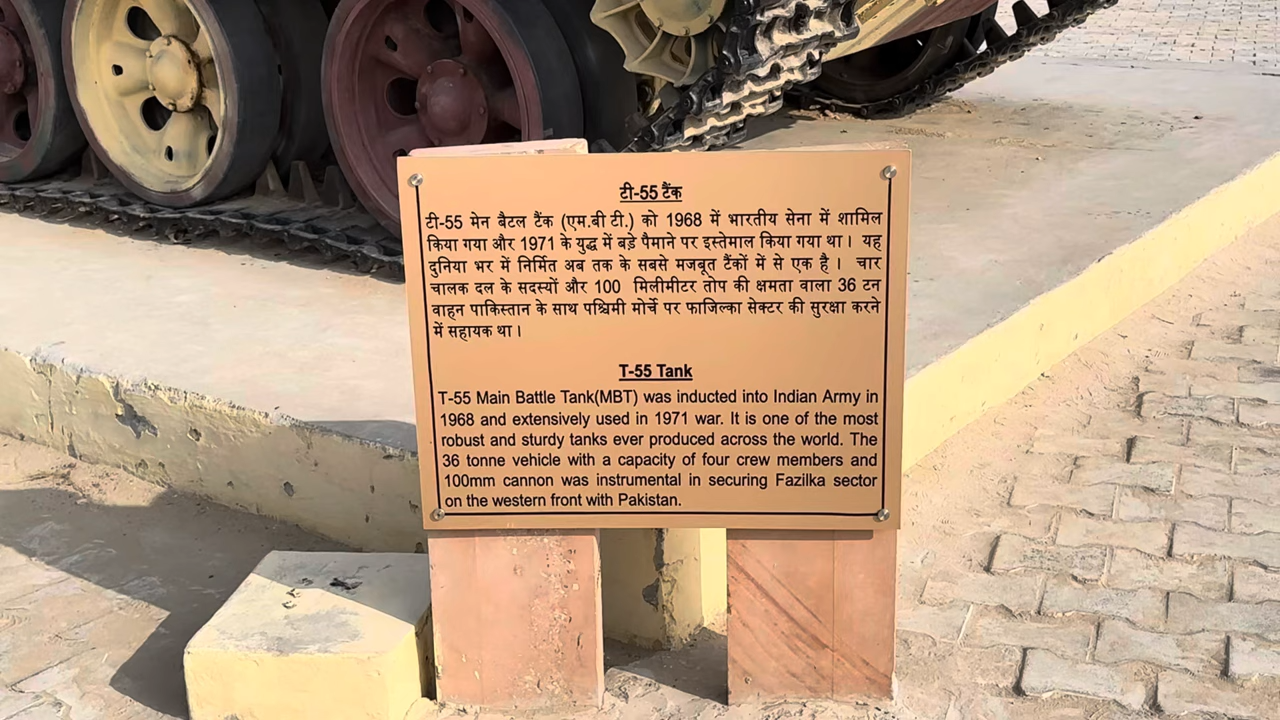 टी-55 टैंक
टी-55 मेन बैटल टैंक (एम.बी टी.) को 1968 में भारतीय सेना में शामिल
किया गया और 1971 के युद्ध में बड़े पैमाने पर इस्तेमाल किया गया था। यह
दुनिया भर में निर्मित अब तक के सबसे मजबूत टैंकों में से एक है। चार
चालक दल के सदस्यों और 100 मिलीमीटर तोप की क्षमता वाला 36 टन
वाहन पाकिस्तान के साथ पश्चिमी मोर्चे पर फाजिल्का सेक्टर की सुरक्षा करने
में सहायक था।
T-55 Tank
T-55 Main Battle Tank(MBT) was inducted into Indian Army in
1968 and extensively used in 1971 war. It is one of the most
robust and sturdy tanks ever produced across the world. The
36 tonne vehicle with a capacity of four crew members and
100mm cannon was instrumental in securing Fazilka sector
on the western front with Pakistan.